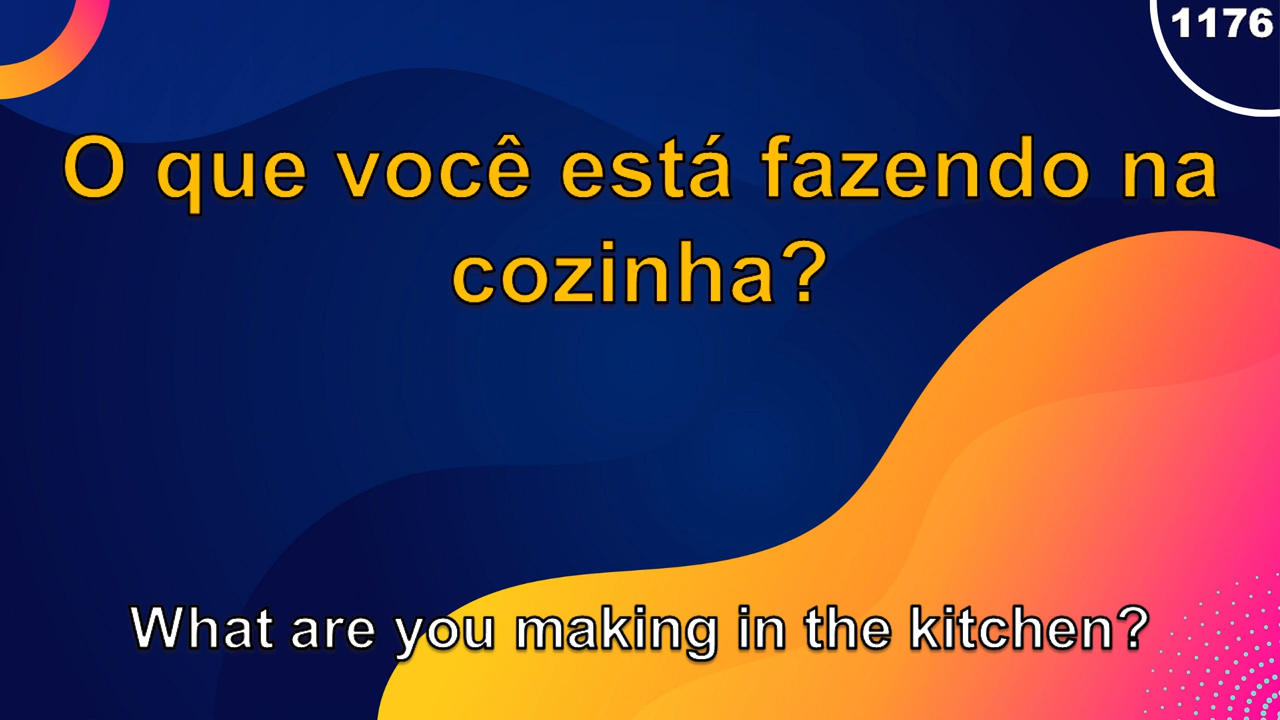 1176
O que você está fazendo na
cozinha?
What are you making in the kitchen?